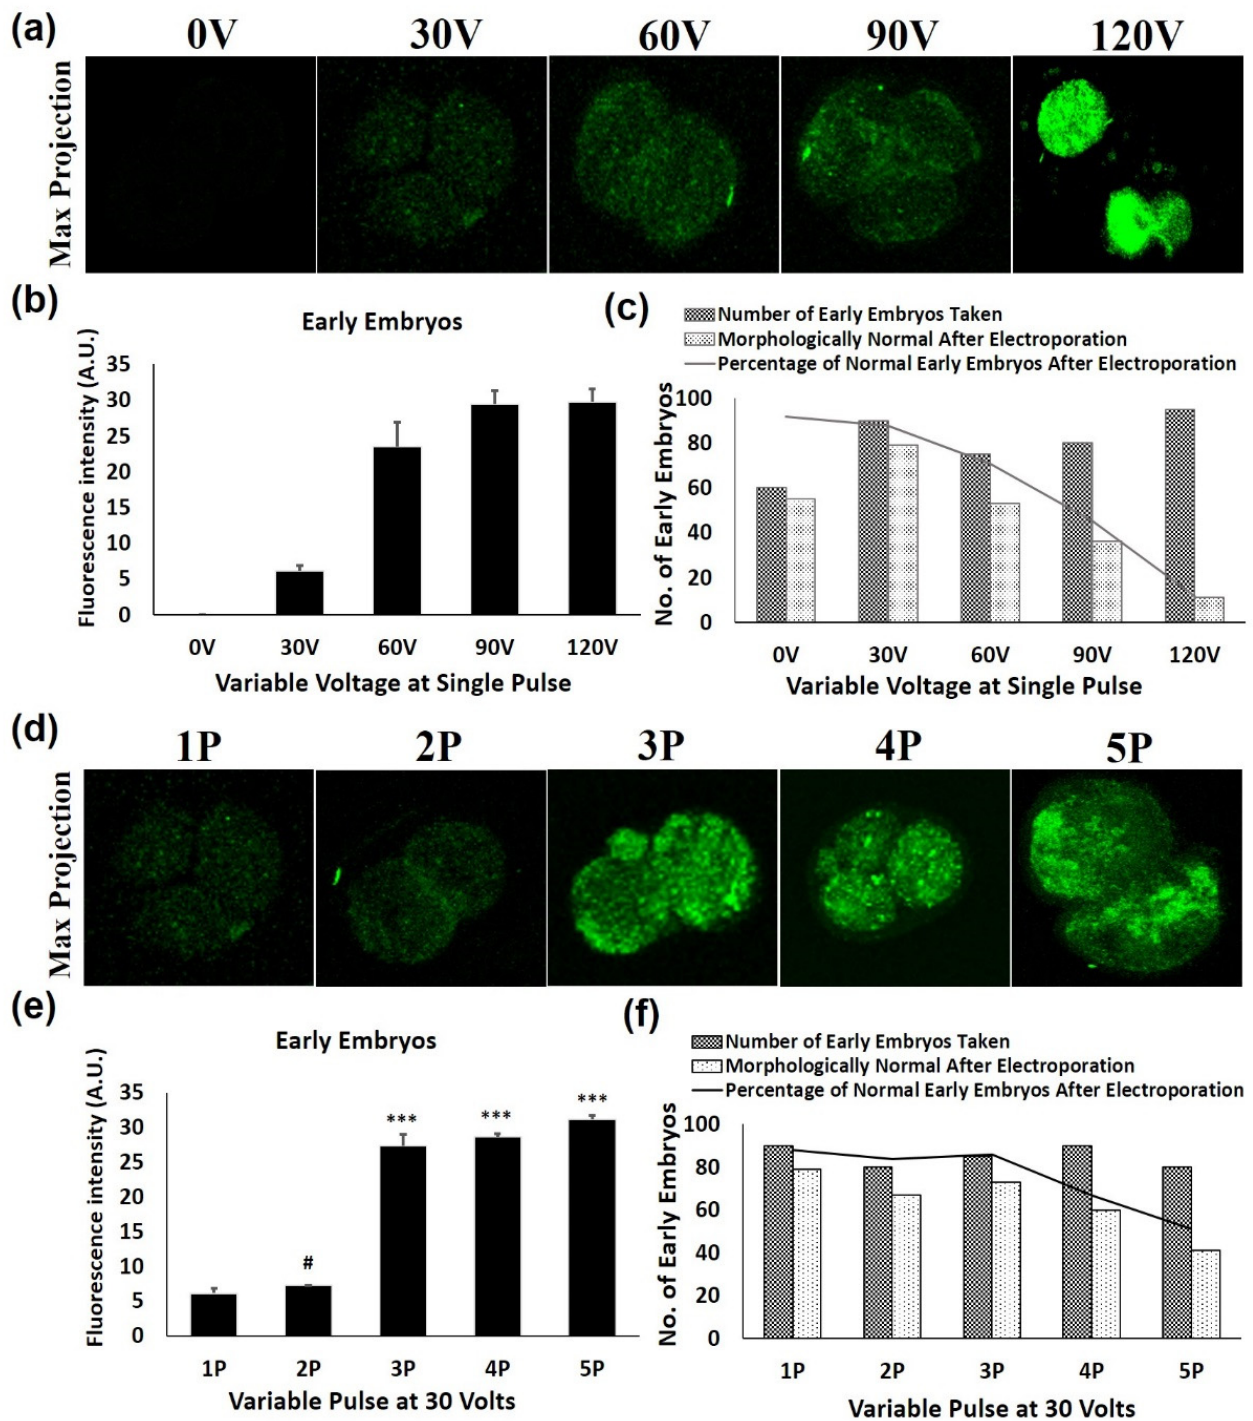 (a)
0V 30V 60V 90V 120V
Max Projection
(b)
Early Embryos
Fluorescence intensity (A.U.)
35
30
25
20
15
10
5
0
0V 30V 60V 90V 120V
Variable Voltage at Single Pulse
(c)
Number of Early Embryos Taken
Morphologically Normal After Electroporation
Percentage of Normal Early Embryos After Electroporation
No. of Early Embryos
100
80
60
40
20
0
0V 30V 60V 90V 120V
Variable Voltage at Single Pulse
(d)
1P 2P 3P 4P 5P
Max Projection
(e)
Early Embryos
Fluorescence intensity (A.U.)
35
30
25
20
15
10
5
0
# *** *** ***
1P 2P 3P 4P 5P
Variable Pulse at 30 Volts
(f)
Number of Early Embryos Taken
Morphologically Normal After Electroporation
Percentage of Normal Early Embryos After Electroporation
No. of Early Embryos
100
80
60
40
20
0
1P 2P 3P 4P 5P
Variable Pulse at 30 Volts